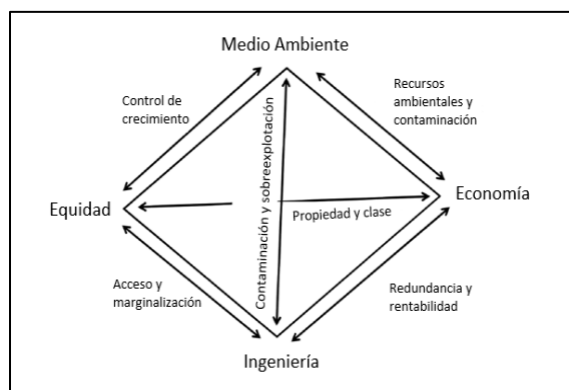 Medio Ambiente
Control de
crecimiento
Recursos
ambientales y
contaminación
Contaminación y sobreexplotación
Equidad
Economía
Propiedad y clase
Acceso y
marginalización
Redundancia y
rentabilidad
Ingeniería